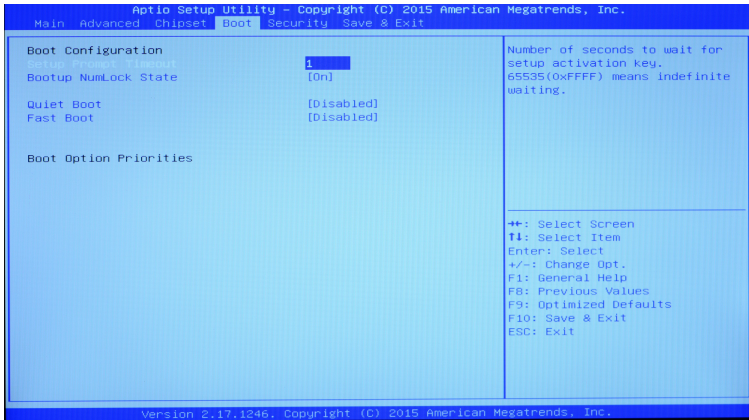 Aptio Setup Utility – Copyright (C) 2015 American Megatrends, Inc.
Main Advanced Chipset Boot Security Save & Exit
Boot Configuration
Setup Prompt Timeout 1
Bootup NumLock State [On]
Quiet Boot [Disabled]
Fast Boot [Disabled]
Boot Option Priorities
Number of seconds to wait for
setup activation key.
65535(0xFFFF) means indefinite
waiting.
→←: Select Screen
↑↓: Select Item
Enter: Select
+/-: Change Opt.
F1: General Help
F8: Previous Values
F9: Optimized Defaults
F10: Save & Exit
ESC: Exit
Version 2.17.1246. Copyright (C) 2015 American Megatrends, Inc.